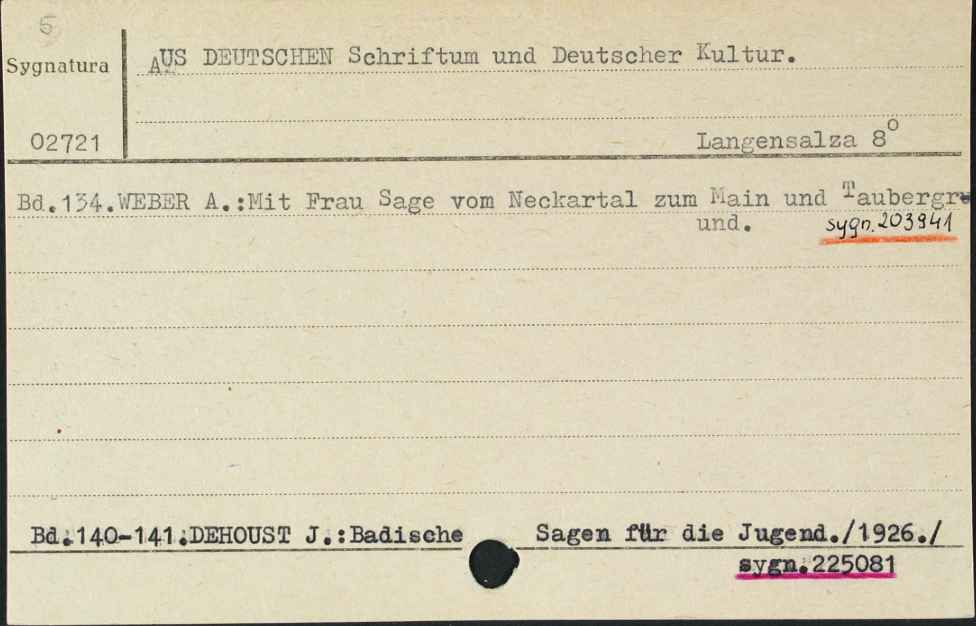 5
Sygnatura
AUS DEUTSCHEN Schriftum und Deutscher Kultur.
02721
Langensalza 8°
Bd.134.WEBER A.:Mit Frau Sage vom Neckartal zum Main und Taubergru
und.
sygn.203941
Bd.140-141.DEHOUST J.:Badische Sagen für die Jugend./1926./
sygn.225081